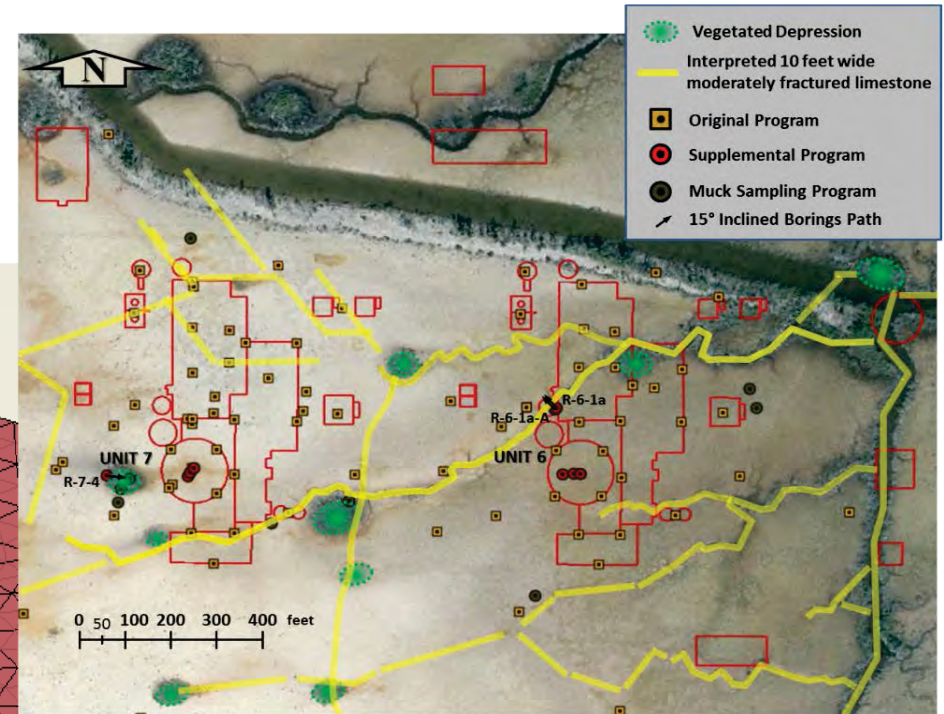 N
Vegetated Depression
Interpreted 10 feet wide
moderately fractured limestone
Original Program
Supplemental Program
Muck Sampling Program
15° Inclined Borings Path
R-6-1a
R-6-1a-A
UNIT 7
UNIT 6
R-7-4
0 50 100 200 300 400 feet